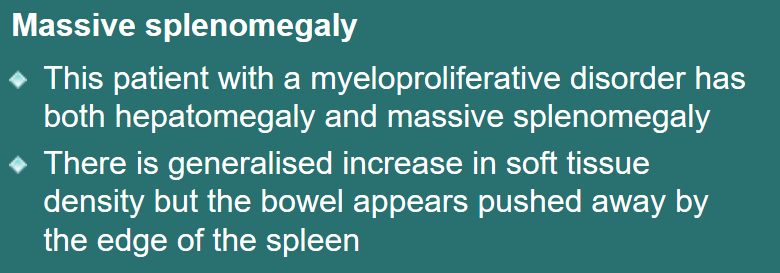 Massive splenomegaly
This patient with a myeloproliferative disorder has
both hepatomegaly and massive splenomegaly
There is generalised increase in soft tissue
density but the bowel appears pushed away by
the edge of the spleen